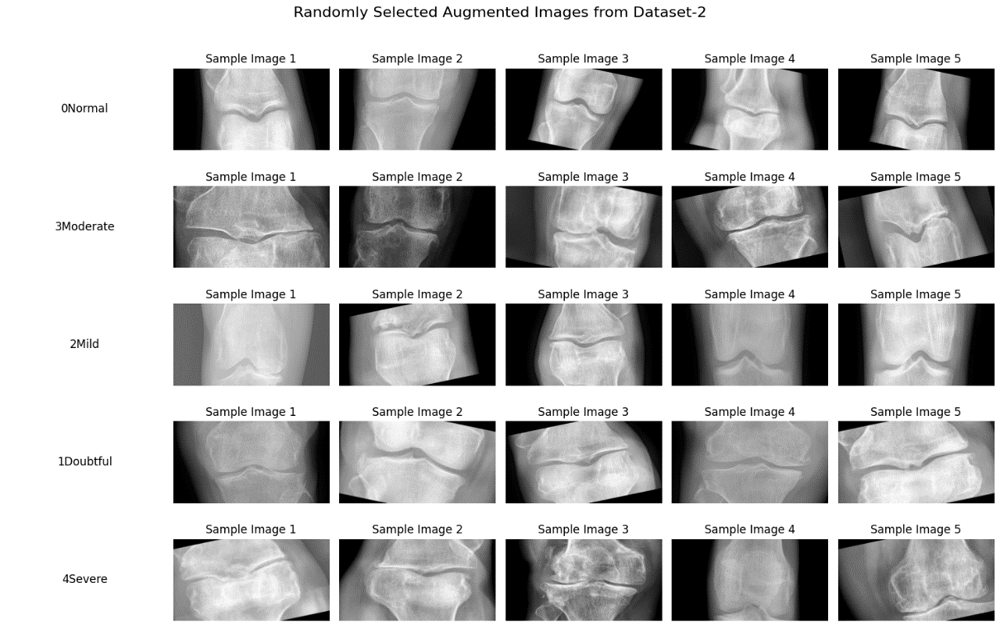 Randomly Selected Augmented Images from Dataset-2
Sample Image 1 Sample Image 2 Sample Image 3 Sample Image 4 Sample Image 5
0Normal
Sample Image 1 Sample Image 2 Sample Image 3 Sample Image 4 Sample Image 5
3Moderate
Sample Image 1 Sample Image 2 Sample Image 3 Sample Image 4 Sample Image 5
2Mild
Sample Image 1 Sample Image 2 Sample Image 3 Sample Image 4 Sample Image 5
1Doubtful
Sample Image 1 Sample Image 2 Sample Image 3 Sample Image 4 Sample Image 5
4Severe